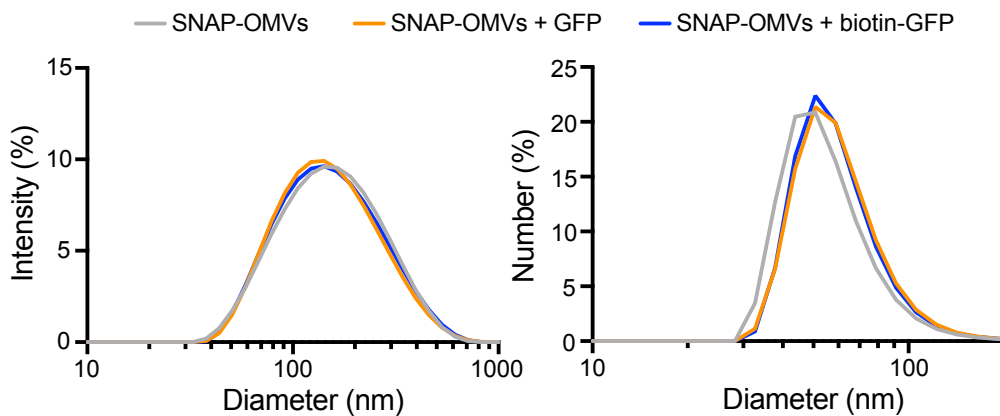 SNAP-OMVs SNAP-OMVs + GFP SNAP-OMVs + biotin-GFP
Intensity (%)
15
10
5
0
10 100 1000
Diameter (nm)
Number (%)
25
20
15
10
5
0
10 100
Diameter (nm)